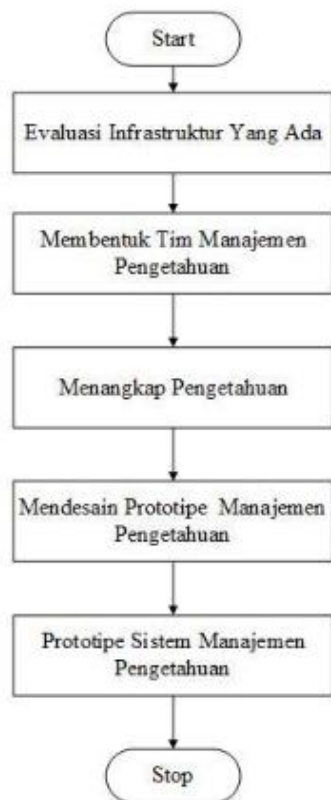 Start
Evaluasi Infrastruktur Yang Ada
Membentuk Tim Manajemen
Pengetahuan
Menangkap Pengetahuan
Mendesain Prototipe Manajemen
Pengetahuan
Prototipe Sistem Manajemen
Pengetahuan
Stop